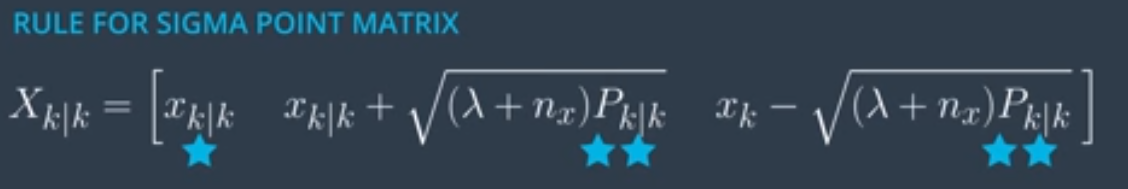 RULE FOR SIGMA POINT MATRIX
X_{k|k} = [ x_{k|k}   x_{k|k} + √((λ + n_x)P_{k|k})   x_k − √((λ + n_x)P_{k|k}) ]